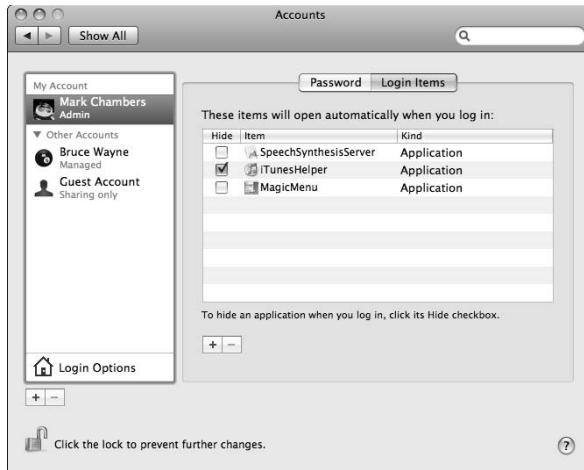 Accounts
Show All
My Account
Mark Chambers
Admin
Other Accounts
Bruce Wayne
Managed
Guest Account
Sharing only
Login Options
Password Login Items
These items will open automatically when you log in:
Hide Item Kind
SpeechSynthesisServer Application
iTunesHelper Application
MagicMenu Application
To hide an application when you log in, click its Hide checkbox.
+ −
+ −
Click the lock to prevent further changes.
?